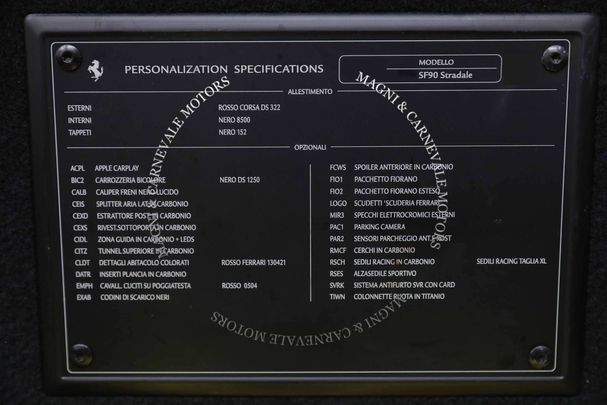 PERSONALIZATION SPECIFICATIONS
MODELLO
SF90 Stradale
ALLESTIMENTO
ESTERNI ROSSO CORSA DS 322
INTERNI NERO 8500
TAPPETI NERO 152
OPZIONALI
ACPL APPLE CARPLAY
BIC2 CARROZZERIA BICOLORE NERO DS 1250
CALB CALIPER FRENI NERO LUCIDO
CEIS SPLITTER ARIA LAT. IN CARBONIO
CEXD ESTRATTORE POST. IN CARBONIO
CEXS RIVEST.SOTTOPORTA IN CARBONIO
CIDL ZONA GUIDA IN CARBONIO + LEDS
CITZ TUNNEL SUPERIORE IN CARBONIO
CLDT DETTAGLI ABITACOLO COLORATI ROSSO FERRARI 130421
DATR INSERTI PLANCIA IN CARBONIO
EMPH CAVALL. CUCITI SU POGGIATESTA ROSSO 0504
EXAB CODINI DI SCARICO NERI
FCWS SPOILER ANTERIORE IN CARBONIO
FIO1 PACCHETTO FIORANO
FIO2 PACCHETTO FIORANO ESTESO
LOGO SCUDETTI 'SCUDERIA FERRARI'
MIR3 SPECCHI ELETTROCROMICI ESTERNI
PAC1 PARKING CAMERA
PAR2 SENSORI PARCHEGGIO ANT./POST
RMCF CERCHI IN CARBONIO
RSCH SEDILI RACING IN CARBONIO SEDILI RACING TAGLIA XL
RSES ALZASEDILE SPORTIVO
SVRK SISTEMA ANTIFURTO SVR CON CARD
TIWN COLONNETTE RUOTA IN TITANIO
MAGNI & CARNEVALE MOTORS
MAGNI & CARNEVALE MOTORS
MAGNI & CARNEVALE MOTORS